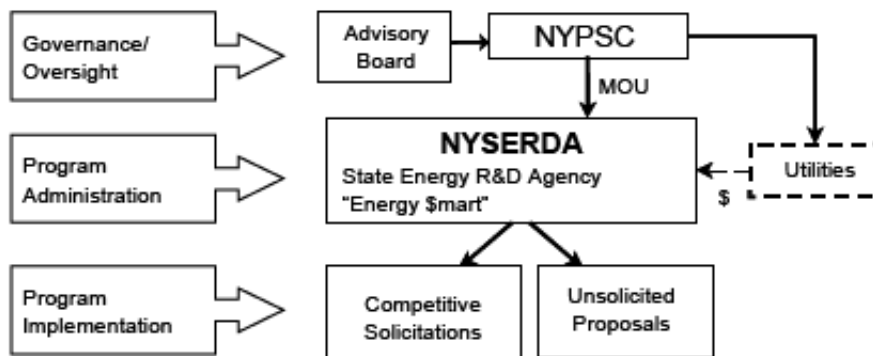 Governance/
Oversight
Advisory
Board
NYPSC
MOU
Program
Administration
NYSERDA
State Energy R&D Agency
"Energy $mart"
$
Utilities
Program
Implementation
Competitive
Solicitations
Unsolicited
Proposals